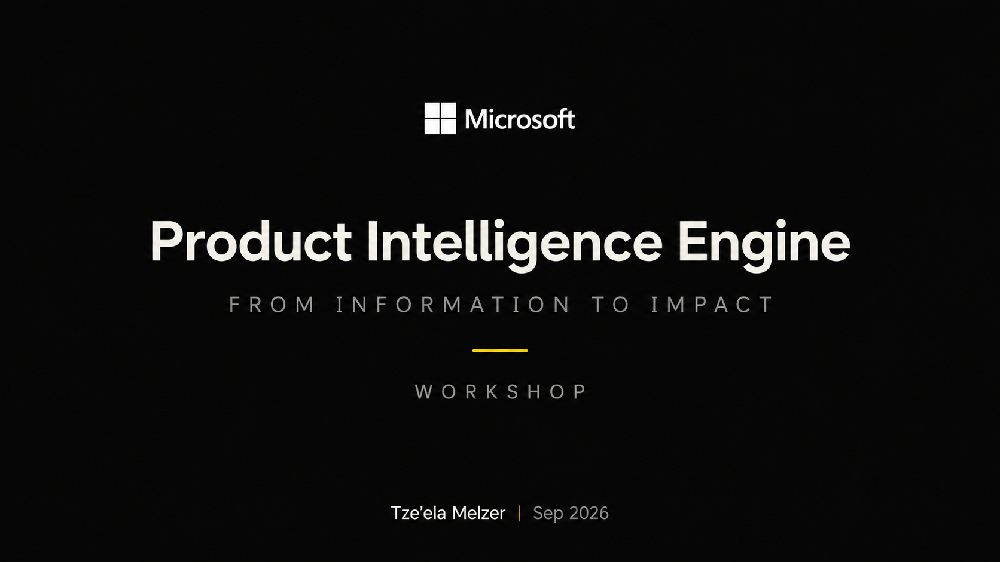 Microsoft
Product Intelligence Engine
FROM INFORMATION TO IMPACT
WORKSHOP
Tze’ela Melzer | Sep 2026